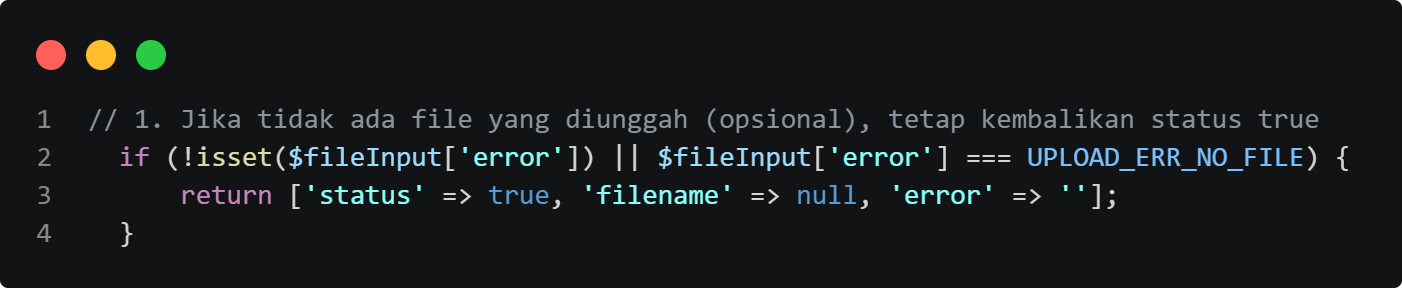 1 // 1. Jika tidak ada file yang diunggah (opsional), tetap kembalikan status true
2 if (!isset($fileInput['error']) || $fileInput['error'] === UPLOAD_ERR_NO_FILE) {
3 return ['status' => true, 'filename' => null, 'error' => ''];
4 }